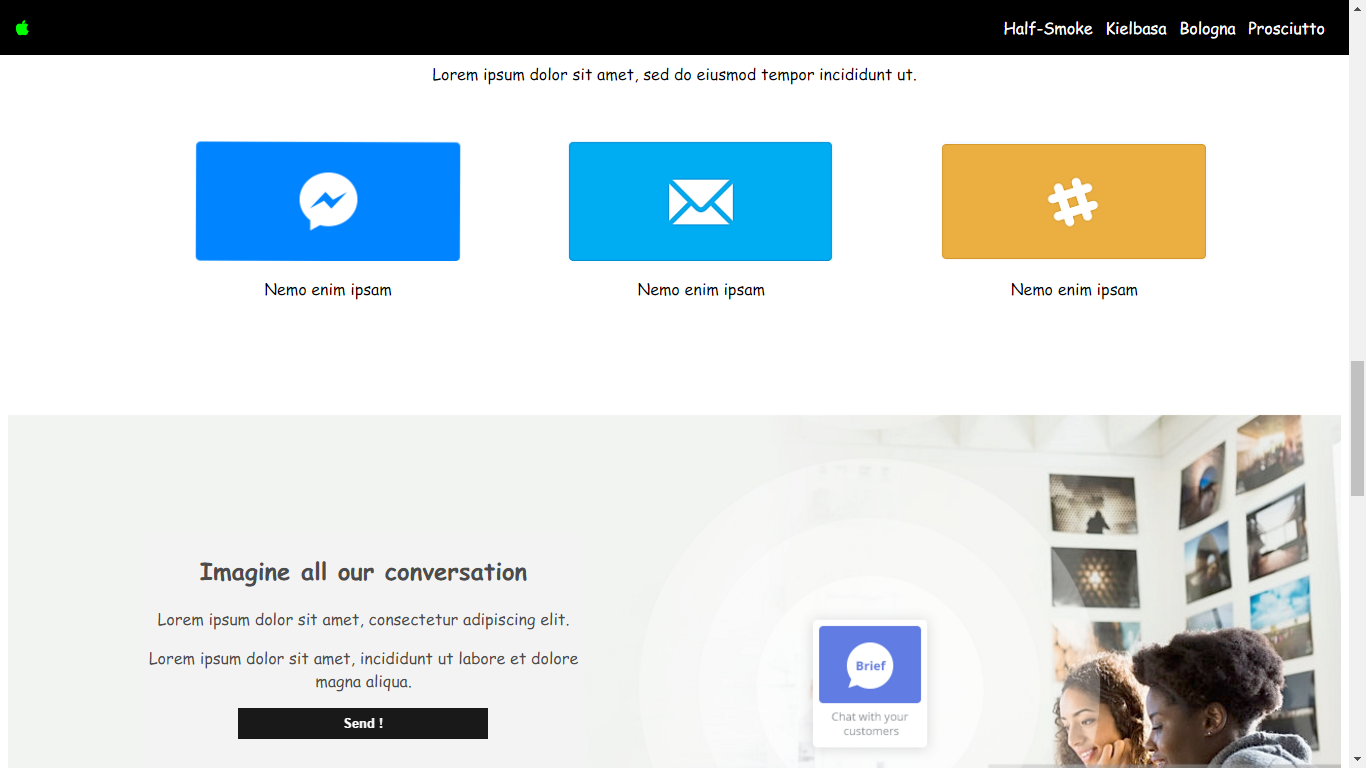 Half-Smoke Kielbasa Bologna Prosciutto
Lorem ipsum dolor sit amet, sed do eiusmod tempor incididunt ut.
Nemo enim ipsam
Nemo enim ipsam
Nemo enim ipsam
Imagine all our conversation
Lorem ipsum dolor sit amet, consectetur adipiscing elit.
Lorem ipsum dolor sit amet, incididunt ut labore et dolore
magna aliqua.
Send !
Brief
Chat with your
customers